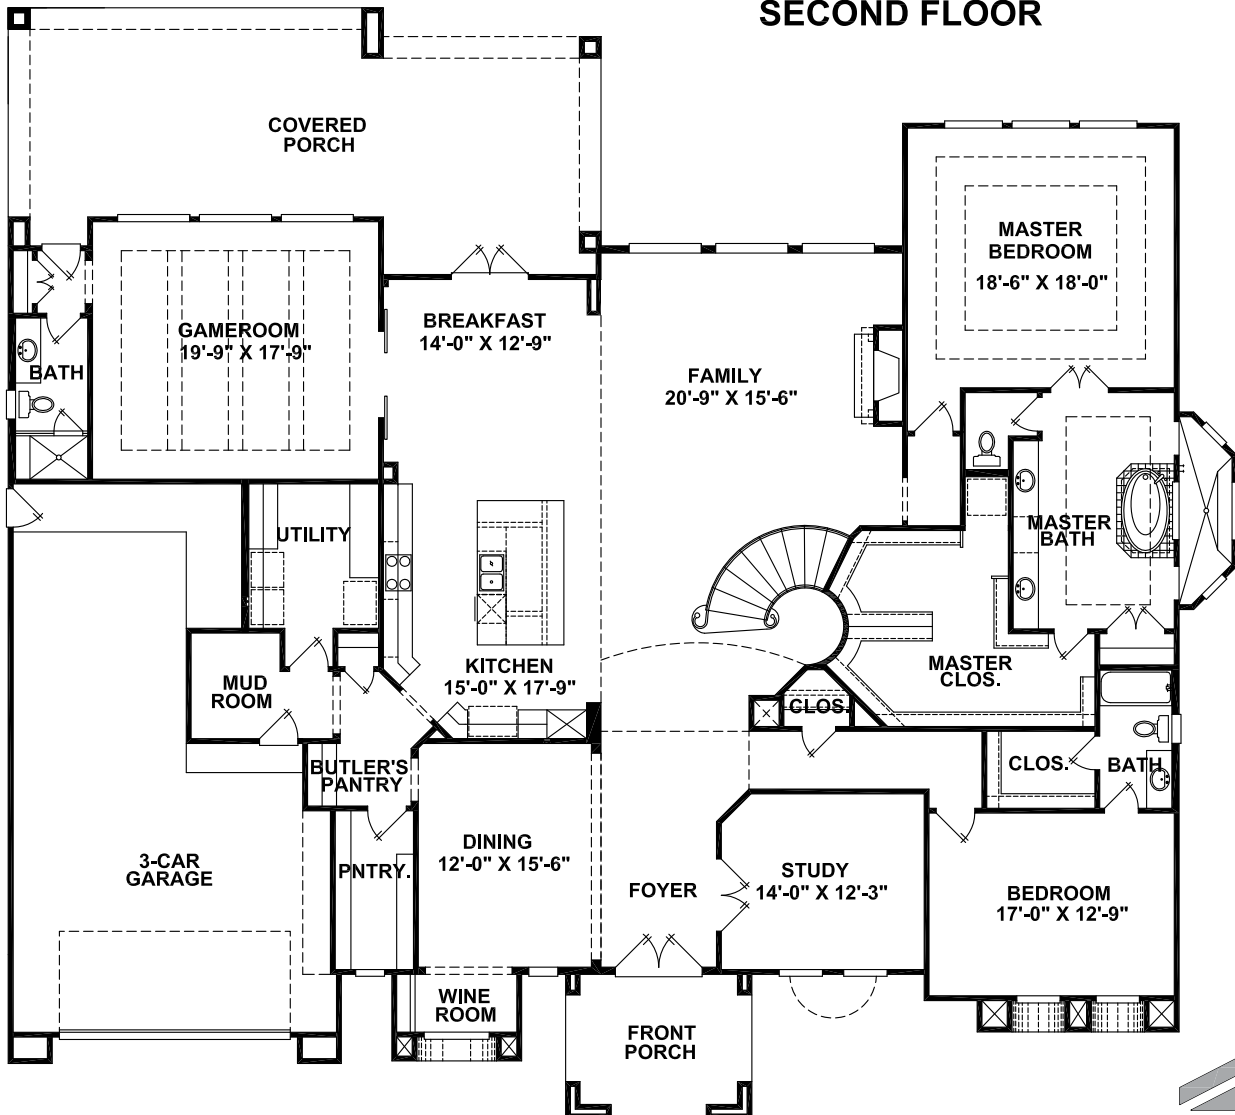 SECOND FLOOR
COVERED
PORCH
MASTER
BEDROOM
18'-6" X 18'-0"
GAMEROOM
19'-9" X 17'-9"
BREAKFAST
14'-0" X 12'-9"
BATH
FAMILY
20'-9" X 15'-6"
UTILITY
MASTER
BATH
KITCHEN
15'-0" X 17'-9"
MASTER
CLOS.
MUD
ROOM
CLOS.
BUTLER'S
PANTRY
CLOS.
BATH
DINING
12'-0" X 15'-6"
3-CAR
GARAGE
PNTRY.
FOYER
STUDY
14'-0" X 12'-3"
BEDROOM
17'-0" X 12'-9"
WINE
ROOM
FRONT
PORCH